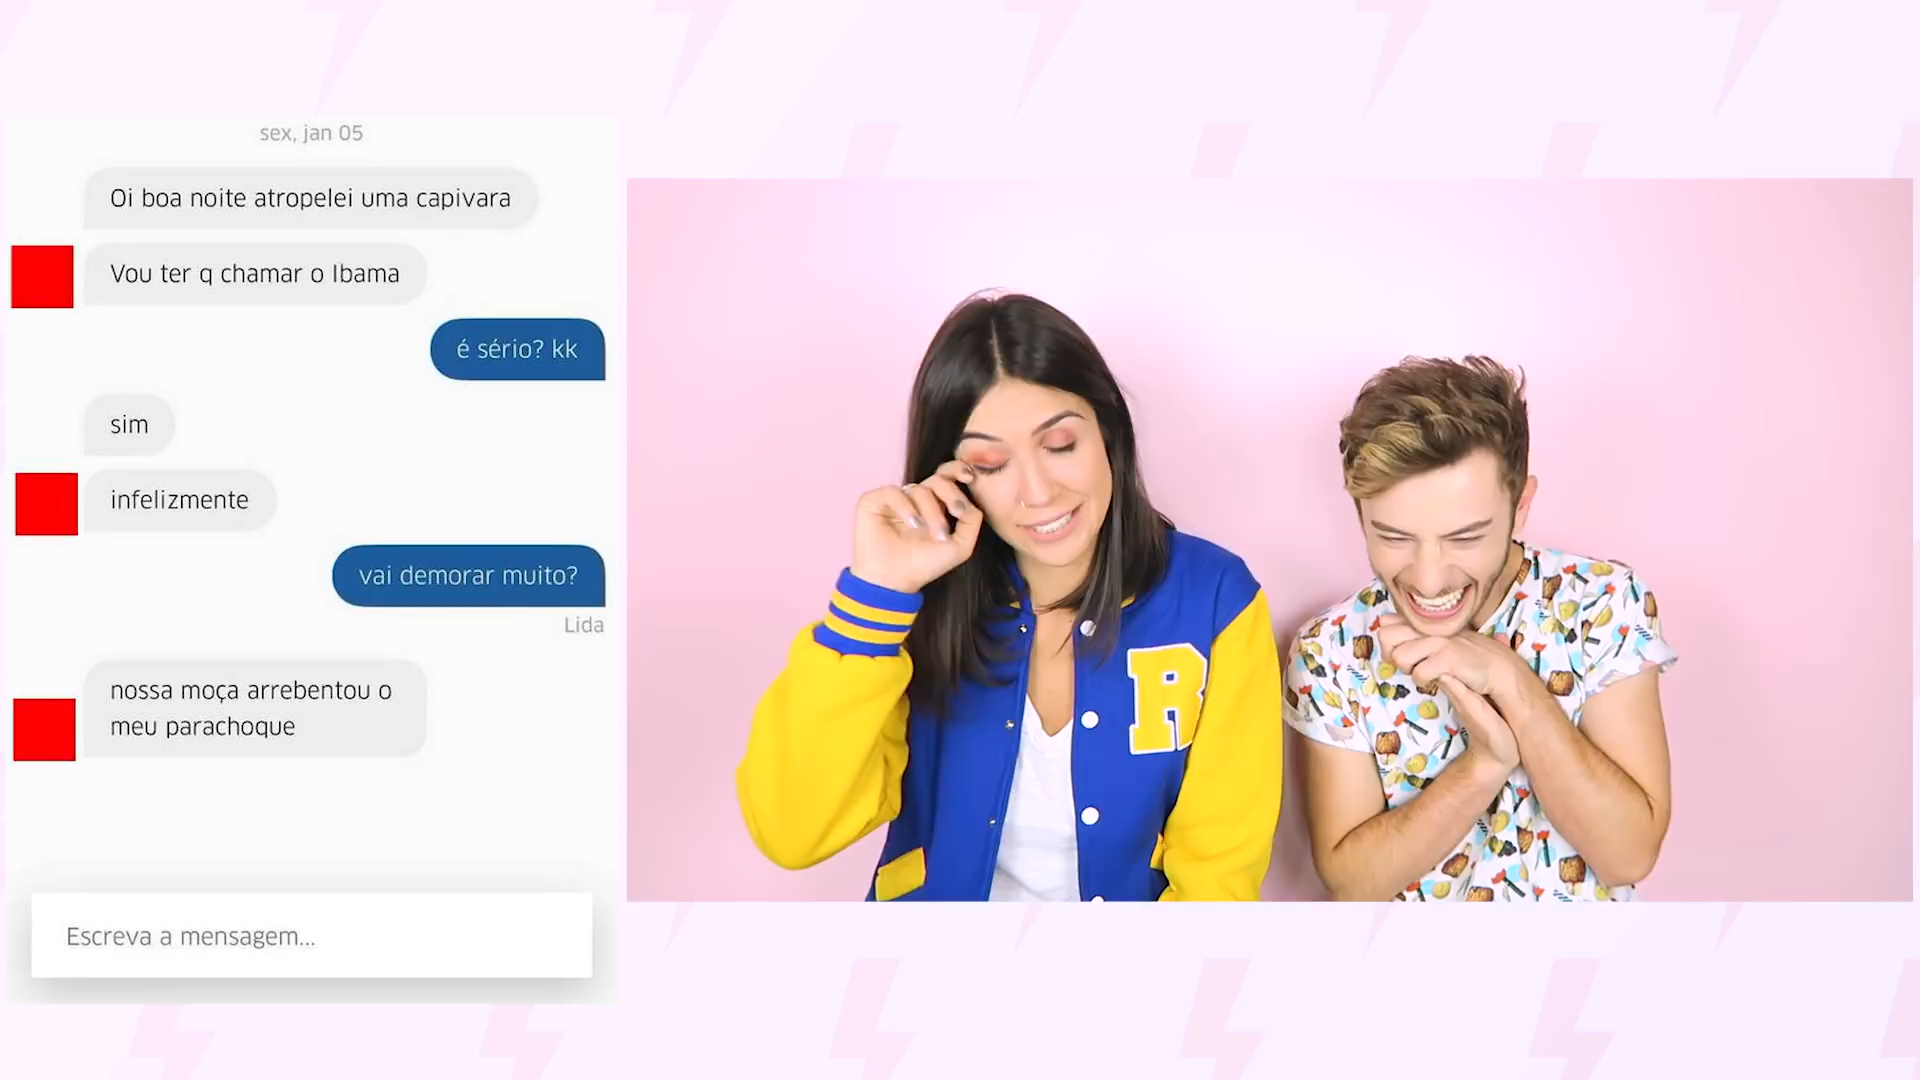 sex, jan 05
Oi boa noite atropelei uma capivara
Vou ter q chamar o Ibama
é sério? kk
sim
infelizmente
vai demorar muito?
Lida
nossa moça arrebentou o
meu parachoque
Escreva a mensagem...
R